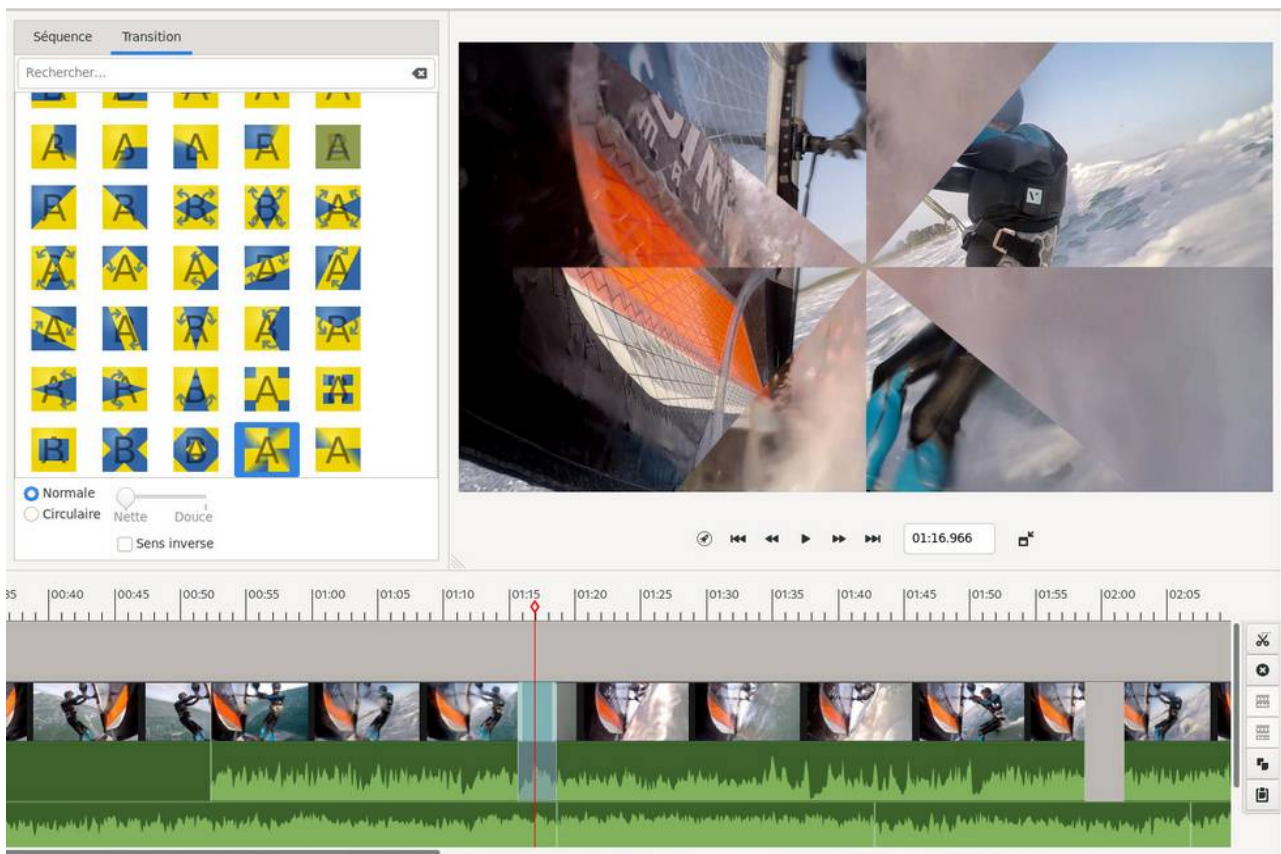 Séquence Transition
Rechercher...
A A A A B
A A B B A
A A A A
A A R A A
A A B A A
B B A A A
Normale
Circulaire
Nette Douce
Sens inverse
01:16.966
35 00:40 00:45 00:50 00:55 01:00 01:05 01:10 01:15 01:20 01:25 01:30 01:35 01:40 01:45 01:50 01:55 02:00 02:05